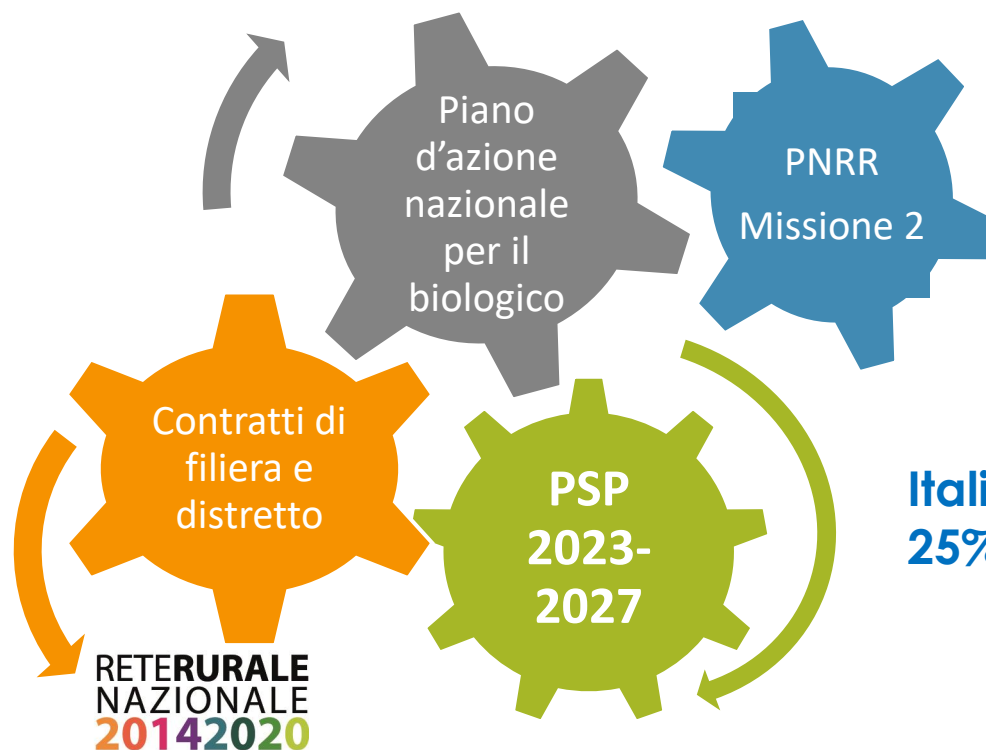 Piano
d'azione
nazionale
per il
biologico
PNRR
Missione 2
Contratti di
filiera e
distretto
PSP
2023-
2027
25%
RETERURALE
NAZIONALE
20142020